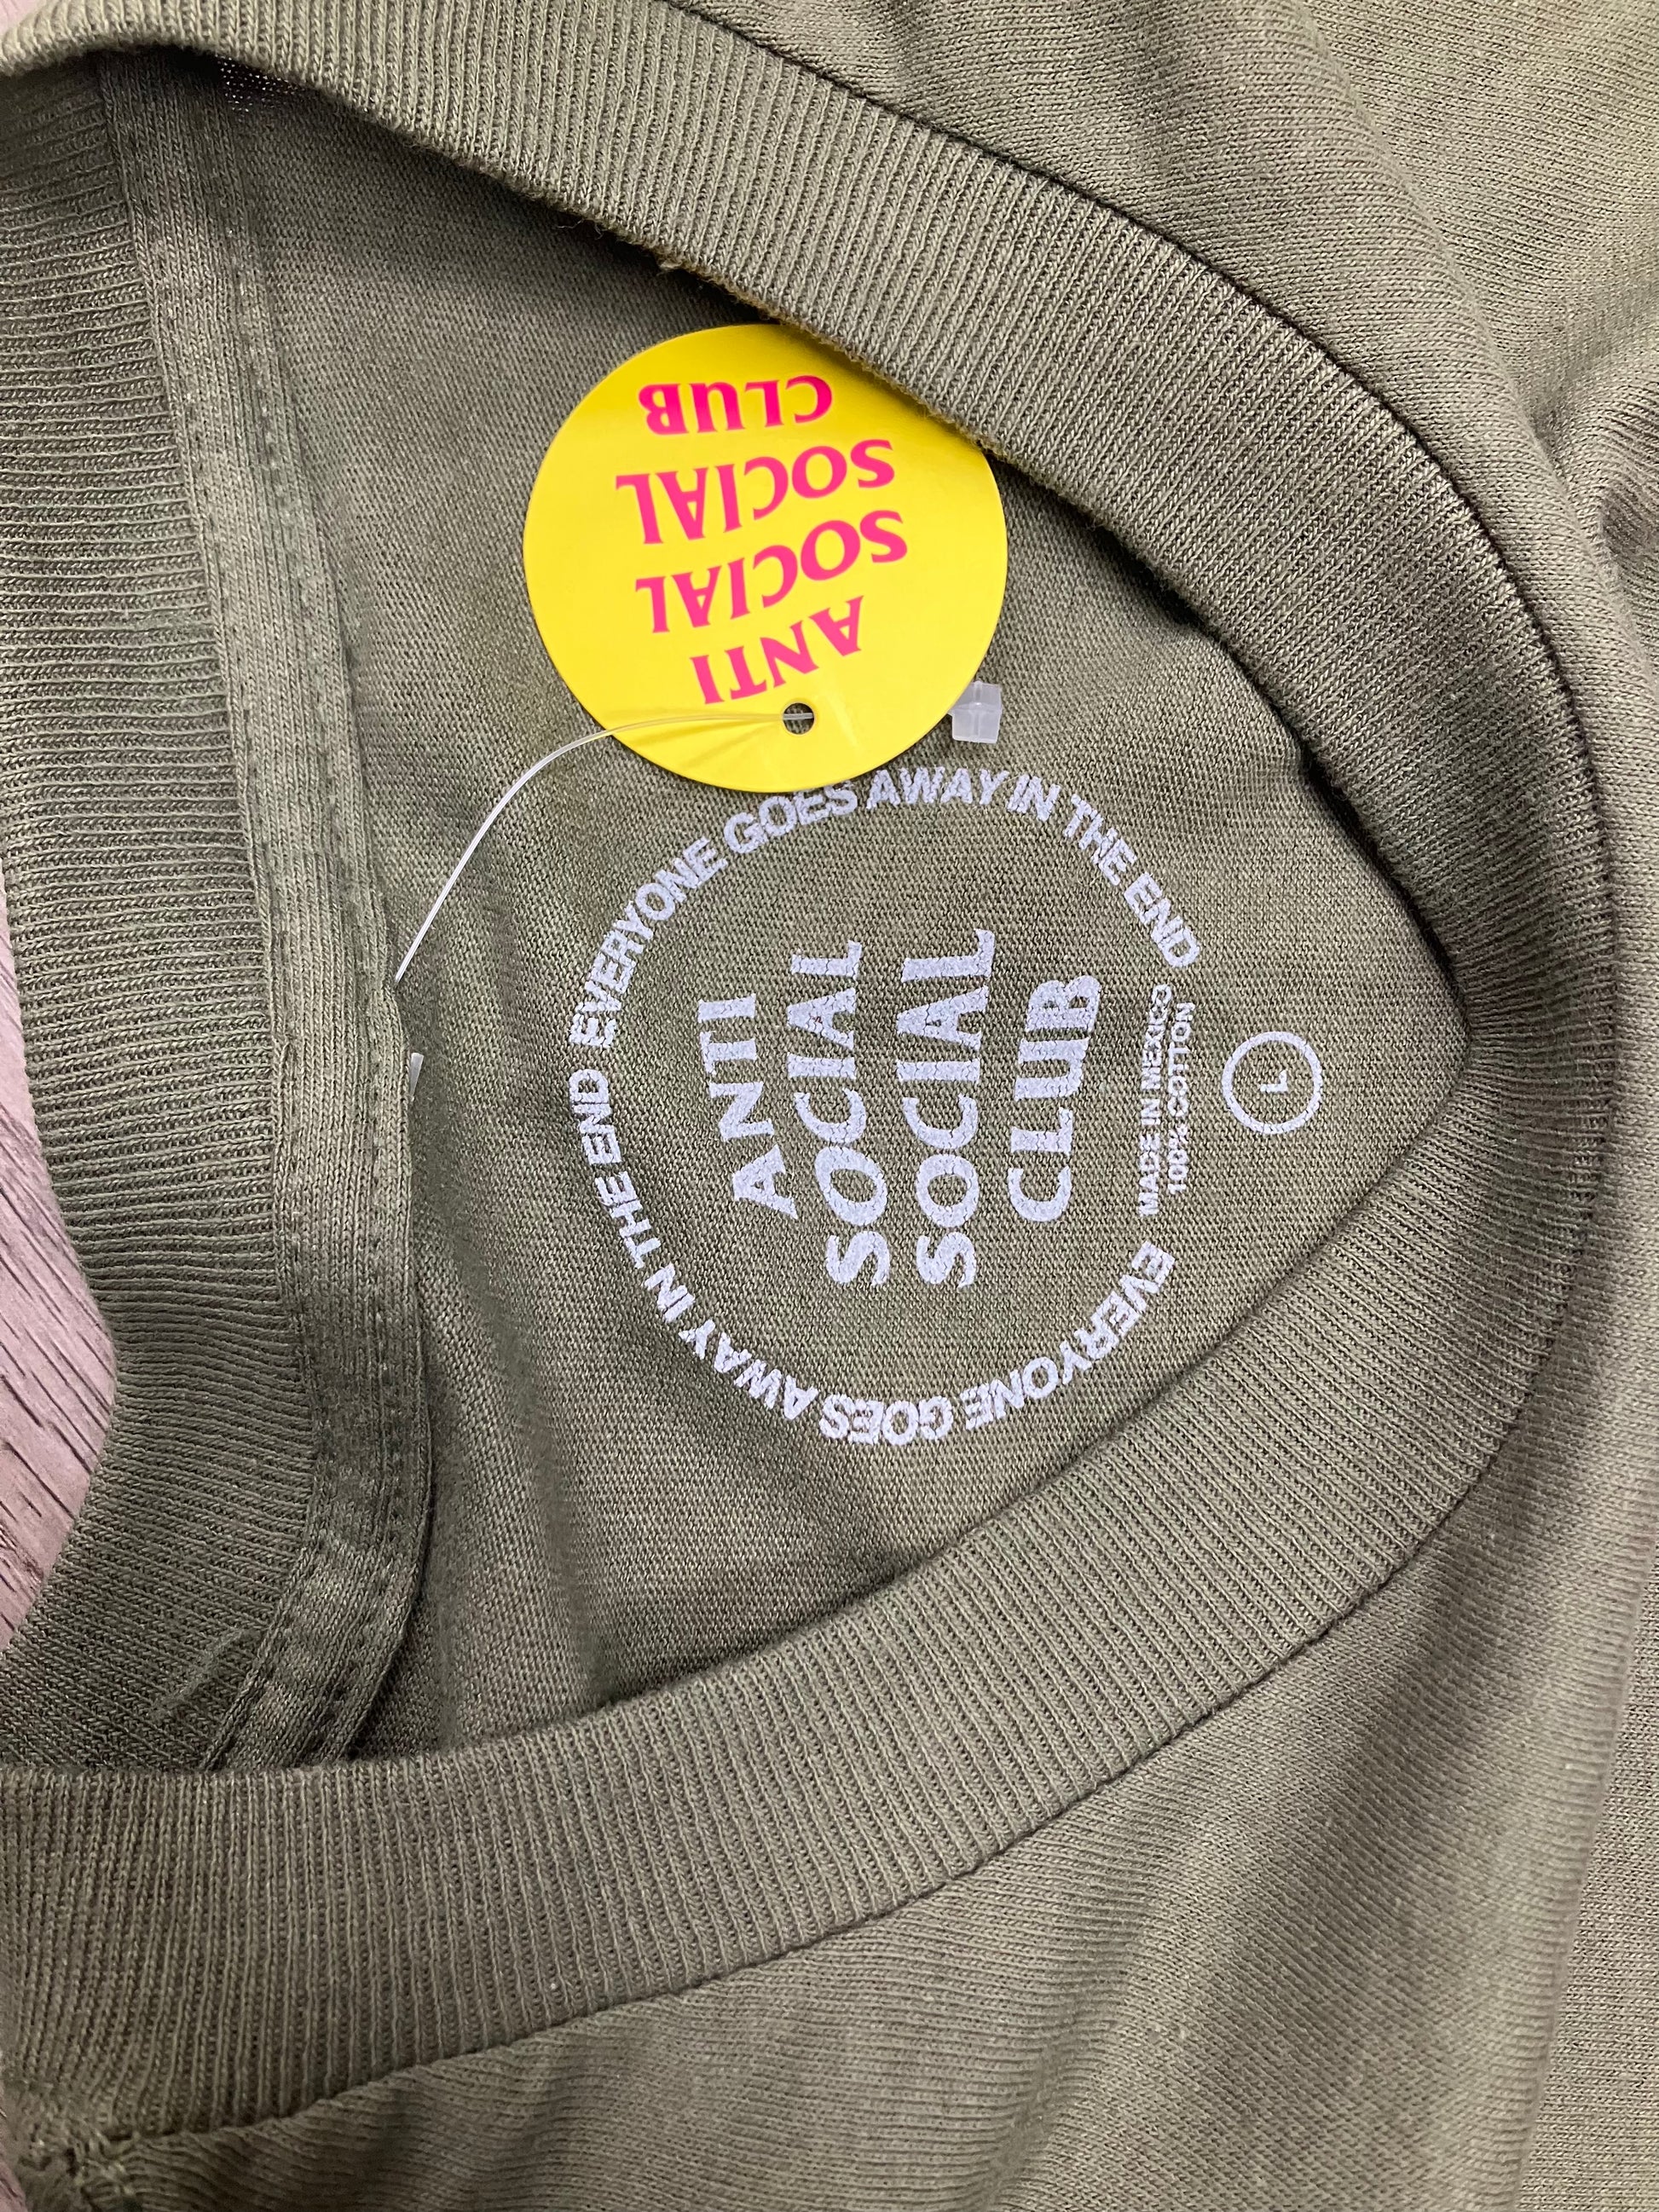 ANTI
SOCIAL
SOCIAL
CLUB
EVERYONE GOES AWAY IN THE END
EVERYONE GOES AWAY IN THE END
ANTI
SOCIAL
SOCIAL
CLUB
MADE IN MEXICO
100% COTTON
L